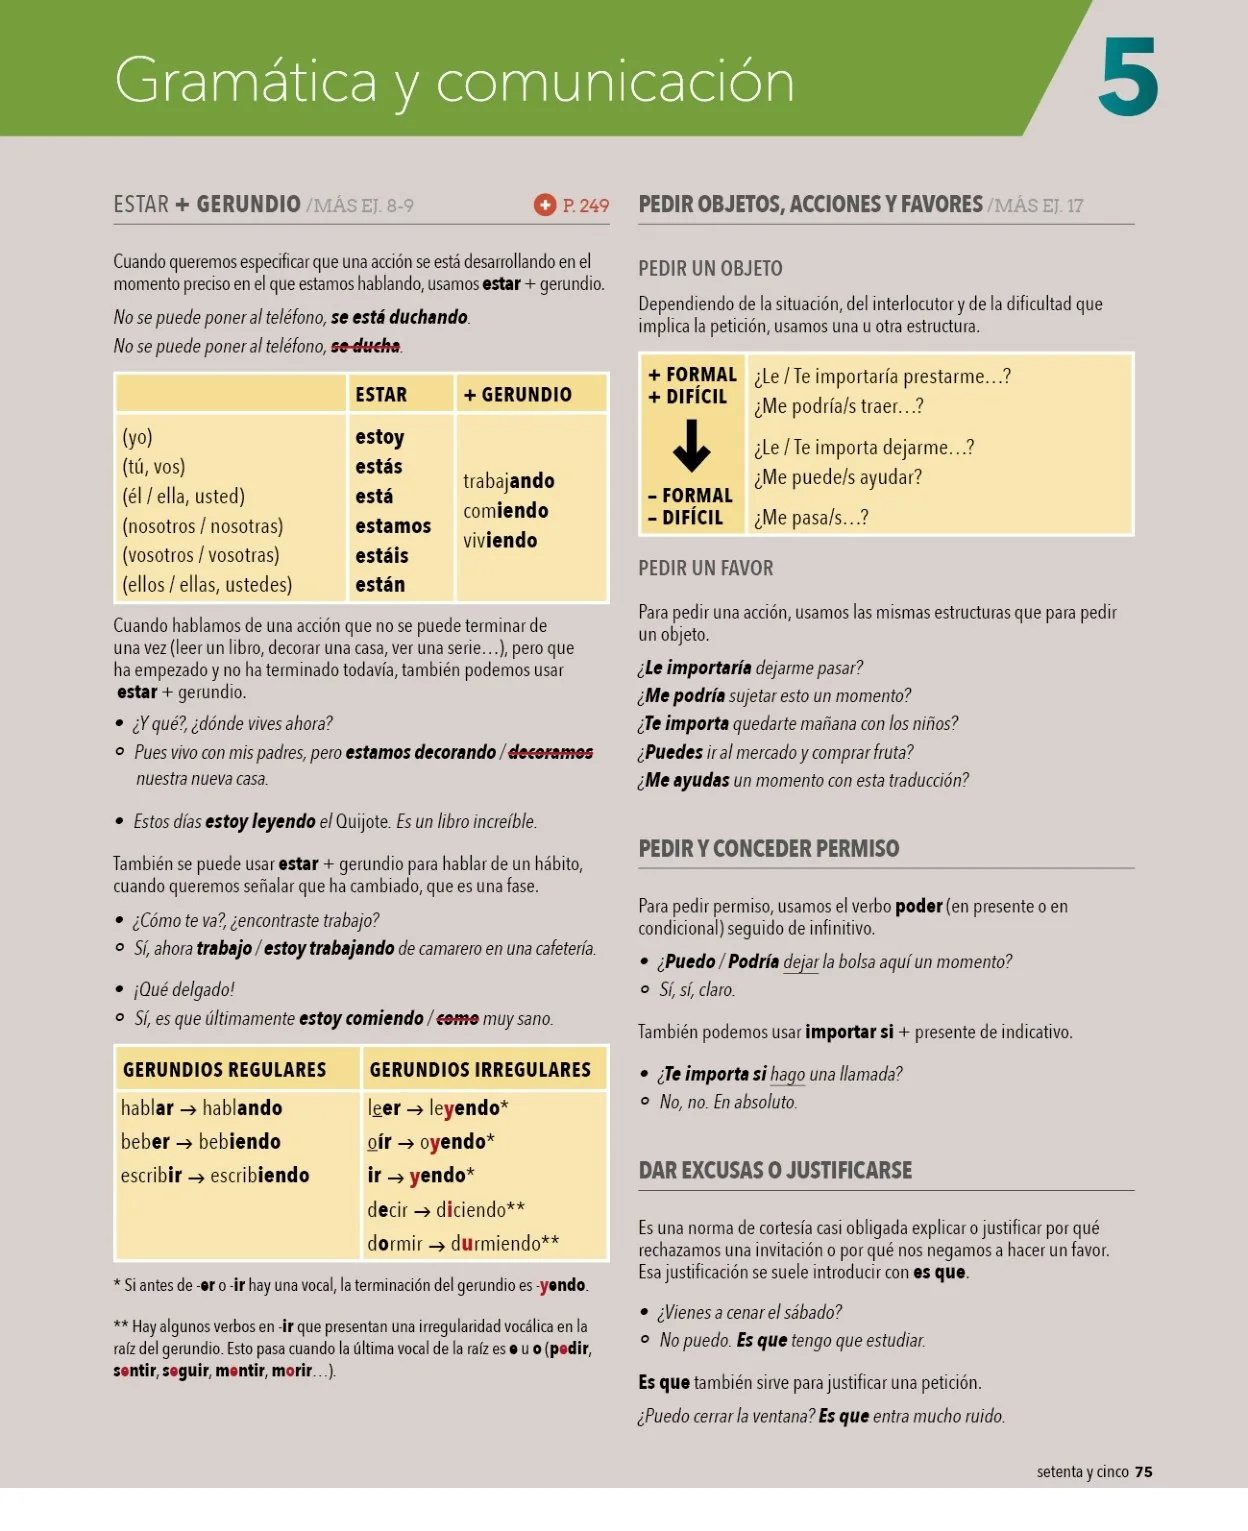 Gramática y comunicación
5
ESTAR + GERUNDIO /MÁS EJ. 8-9
+ P. 249
Cuando queremos especificar que una acción se está desarrollando en el
momento preciso en el que estamos hablando, usamos estar + gerundio.
No se puede poner al teléfono, se está duchando.
No se puede poner al teléfono, se ducha.
ESTAR
+ GERUNDIO
(yo)
estoy
(tú, vos)
estás
(él / ella, usted)
está
(nosotros / nosotras)
estamos
(vosotros / vosotras)
estáis
(ellos / ellas, ustedes)
están
trabajando
comiendo
viviendo
Cuando hablamos de una acción que no se puede terminar de
una vez (leer un libro, decorar una casa, ver una serie…), pero que
ha empezado y no ha terminado todavía, también podemos usar
estar + gerundio.
• ¿Y qué?, ¿dónde vives ahora?
○ Pues vivo con mis padres, pero estamos decorando / decoramos
nuestra nueva casa.
• Estos días estoy leyendo el Quijote. Es un libro increíble.
También se puede usar estar + gerundio para hablar de un hábito,
cuando queremos señalar que ha cambiado, que es una fase.
• ¿Cómo te va?, ¿encontraste trabajo?
○ Sí, ahora trabajo / estoy trabajando de camarero en una cafetería.
• ¡Qué delgado!
○ Sí, es que últimamente estoy comiendo / como muy sano.
GERUNDIOS REGULARES
GERUNDIOS IRREGULARES
hablar → hablando
beber → bebiendo
escribir → escribiendo
leer → leyendo*
oír → oyendo*
ir → yendo*
decir → diciendo**
dormir → durmiendo**
* Si antes de -er o -ir hay una vocal, la terminación del gerundio es -yendo.
** Hay algunos verbos en -ir que presentan una irregularidad vocálica en la
raíz del gerundio. Esto pasa cuando la última vocal de la raíz es e u o (pedir,
sentir, seguir, mentir, morir…).
PEDIR OBJETOS, ACCIONES Y FAVORES /MÁS EJ. 17
PEDIR UN OBJETO
Dependiendo de la situación, del interlocutor y de la dificultad que
implica la petición, usamos una u otra estructura.
+ FORMAL
+ DIFÍCIL
– FORMAL
– DIFÍCIL
¿Le / Te importaría prestarme…?
¿Me podría/s traer…?
¿Le / Te importa dejarme…?
¿Me puede/s ayudar?
¿Me pasa/s…?
PEDIR UN FAVOR
Para pedir una acción, usamos las mismas estructuras que para pedir
un objeto.
¿Le importaría dejarme pasar?
¿Me podría sujetar esto un momento?
¿Te importa quedarte mañana con los niños?
¿Puedes ir al mercado y comprar fruta?
¿Me ayudas un momento con esta traducción?
PEDIR Y CONCEDER PERMISO
Para pedir permiso, usamos el verbo poder (en presente o en
condicional) seguido de infinitivo.
• ¿Puedo / Podría dejar la bolsa aquí un momento?
○ Sí, sí, claro.
También podemos usar importar si + presente de indicativo.
• ¿Te importa si hago una llamada?
○ No, no. En absoluto.
DAR EXCUSAS O JUSTIFICARSE
Es una norma de cortesía casi obligada explicar o justificar por qué
rechazamos una invitación o por qué nos negamos a hacer un favor.
Esa justificación se suele introducir con es que.
• ¿Vienes a cenar el sábado?
○ No puedo. Es que tengo que estudiar.
Es que también sirve para justificar una petición.
¿Puedo cerrar la ventana? Es que entra mucho ruido.
setenta y cinco 75